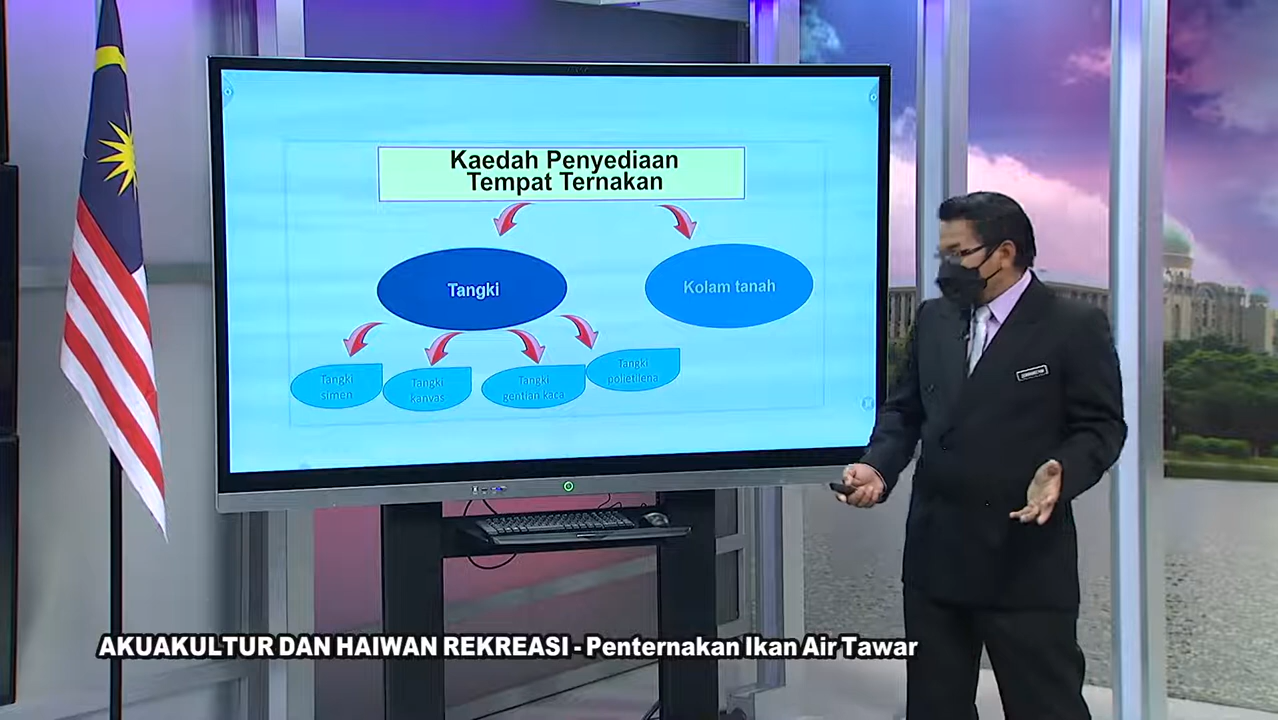 Kaedah Penyediaan
Tempat Ternakan
Tangki
Kolam tanah
Tangki
simen
Tangki
kanvas
Tangki
gentian kaca
Tangki
polietilena
AKUAKULTUR DAN HAIWAN REKREASI - Penternakan Ikan Air Tawar